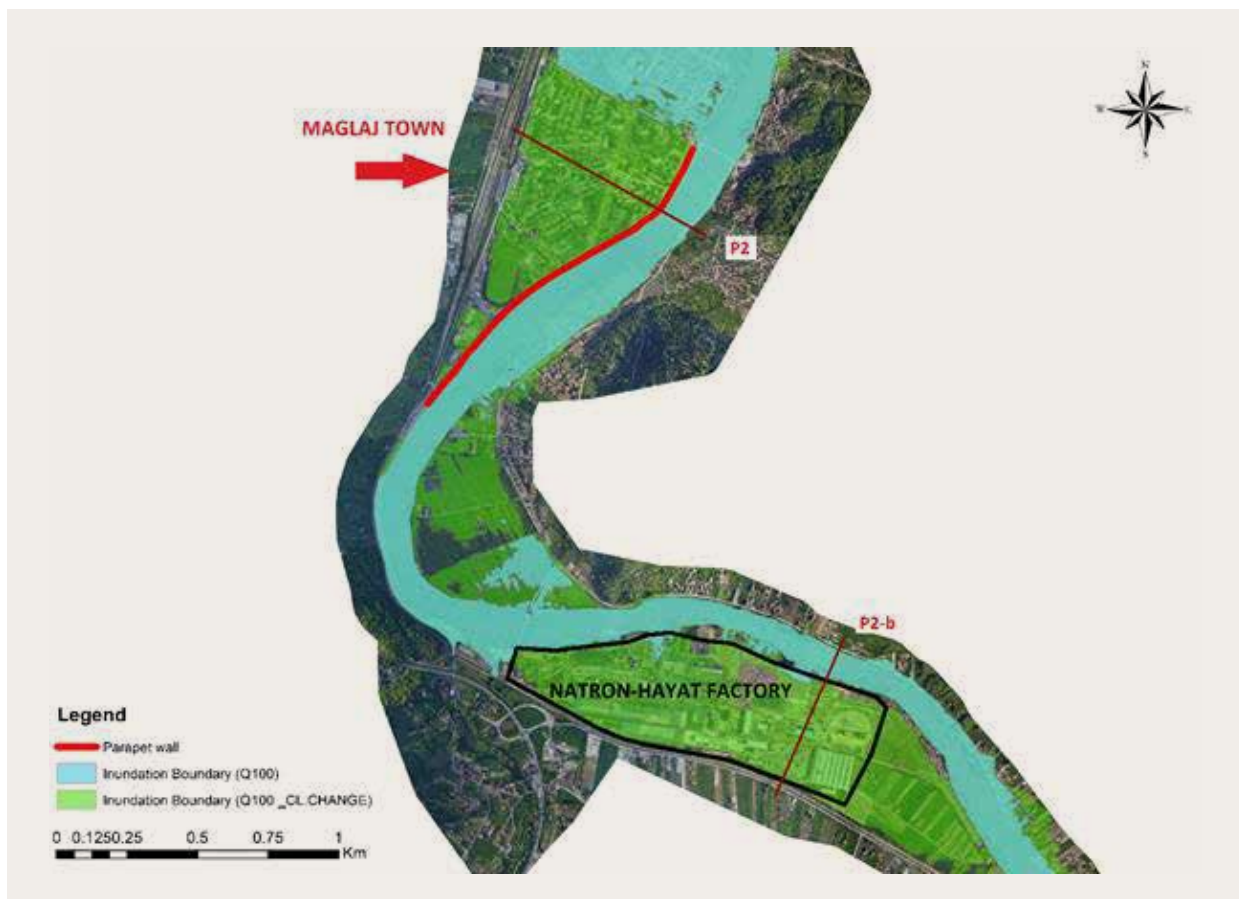 N
W
E
S
MAGLAJ TOWN
P2
P2-b
NATRON-HAYAT FACTORY
Legend
Parapet wall
Inundation Boundary (Q100)
Inundation Boundary (Q100 _CL.CHANGE)
0 0.1250.25 0.5 0.75 1
Km